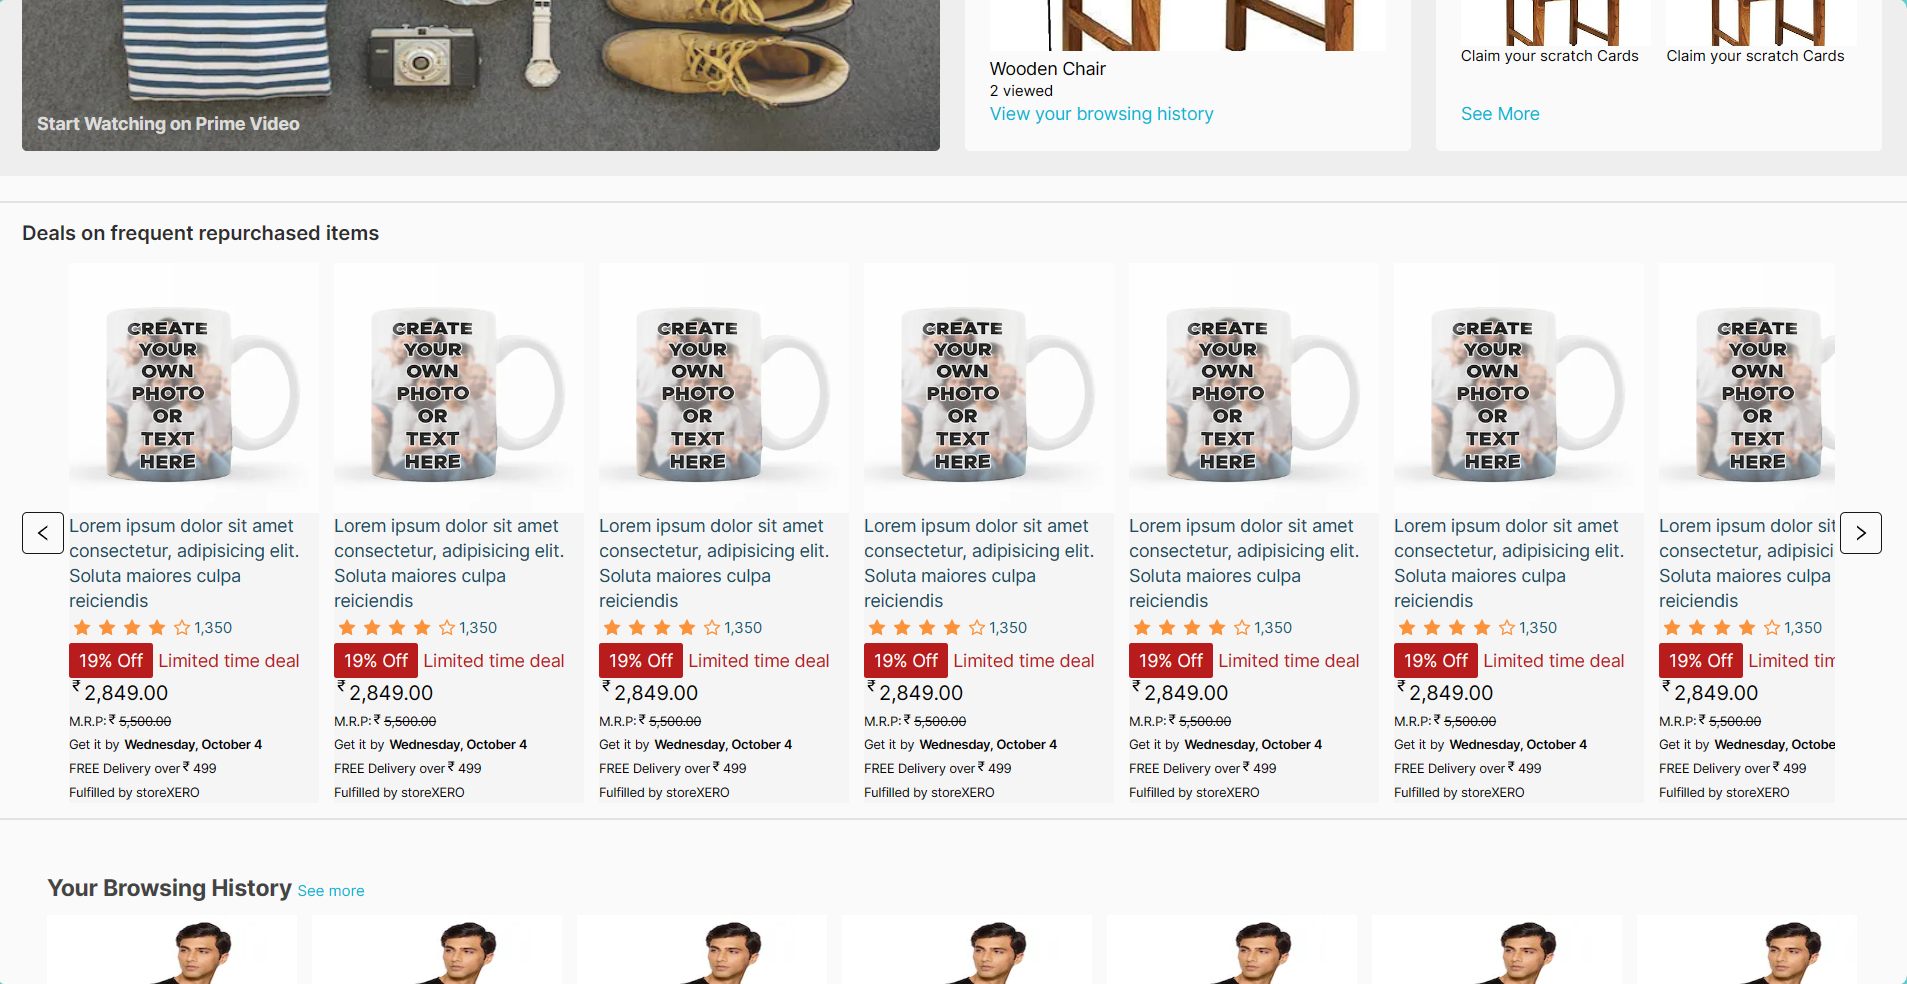 Start Watching on Prime Video
Wooden Chair
2 viewed
View your browsing history
Claim your scratch Cards
Claim your scratch Cards
See More
Deals on frequent repurchased items
CREATE
YOUR
OWN
PHOTO
OR
TEXT
HERE
Lorem ipsum dolor sit amet
consectetur, adipisicing elit.
Soluta maiores culpa
reiciendis
1,350
19% Off Limited time deal
₹ 2,849.00
M.R.P: ₹ 5,500.00
Get it by Wednesday, October 4
FREE Delivery over ₹ 499
Fulfilled by storeXERO
CREATE
YOUR
OWN
PHOTO
OR
TEXT
HERE
Lorem ipsum dolor sit amet
consectetur, adipisicing elit.
Soluta maiores culpa
reiciendis
1,350
19% Off Limited time deal
₹ 2,849.00
M.R.P: ₹ 5,500.00
Get it by Wednesday, October 4
FREE Delivery over ₹ 499
Fulfilled by storeXERO
CREATE
YOUR
OWN
PHOTO
OR
TEXT
HERE
Lorem ipsum dolor sit amet
consectetur, adipisicing elit.
Soluta maiores culpa
reiciendis
1,350
19% Off Limited time deal
₹ 2,849.00
M.R.P: ₹ 5,500.00
Get it by Wednesday, October 4
FREE Delivery over ₹ 499
Fulfilled by storeXERO
CREATE
YOUR
OWN
PHOTO
OR
TEXT
HERE
Lorem ipsum dolor sit amet
consectetur, adipisicing elit.
Soluta maiores culpa
reiciendis
1,350
19% Off Limited time deal
₹ 2,849.00
M.R.P: ₹ 5,500.00
Get it by Wednesday, October 4
FREE Delivery over ₹ 499
Fulfilled by storeXERO
CREATE
YOUR
OWN
PHOTO
OR
TEXT
HERE
Lorem ipsum dolor sit amet
consectetur, adipisicing elit.
Soluta maiores culpa
reiciendis
1,350
19% Off Limited time deal
₹ 2,849.00
M.R.P: ₹ 5,500.00
Get it by Wednesday, October 4
FREE Delivery over ₹ 499
Fulfilled by storeXERO
CREATE
YOUR
OWN
PHOTO
OR
TEXT
HERE
Lorem ipsum dolor sit amet
consectetur, adipisicing elit.
Soluta maiores culpa
reiciendis
1,350
19% Off Limited time deal
₹ 2,849.00
M.R.P: ₹ 5,500.00
Get it by Wednesday, October 4
FREE Delivery over ₹ 499
Fulfilled by storeXERO
CREATE
YOUR
OWN
PHOTO
OR
TEXT
HERE
Lorem ipsum dolor sit
consectetur, adipisici
Soluta maiores culpa
reiciendis
1,350
19% Off Limited tim
₹ 2,849.00
M.R.P: ₹ 5,500.00
Get it by Wednesday, Octobe
FREE Delivery over ₹ 499
Fulfilled by storeXERO
Your Browsing History See more